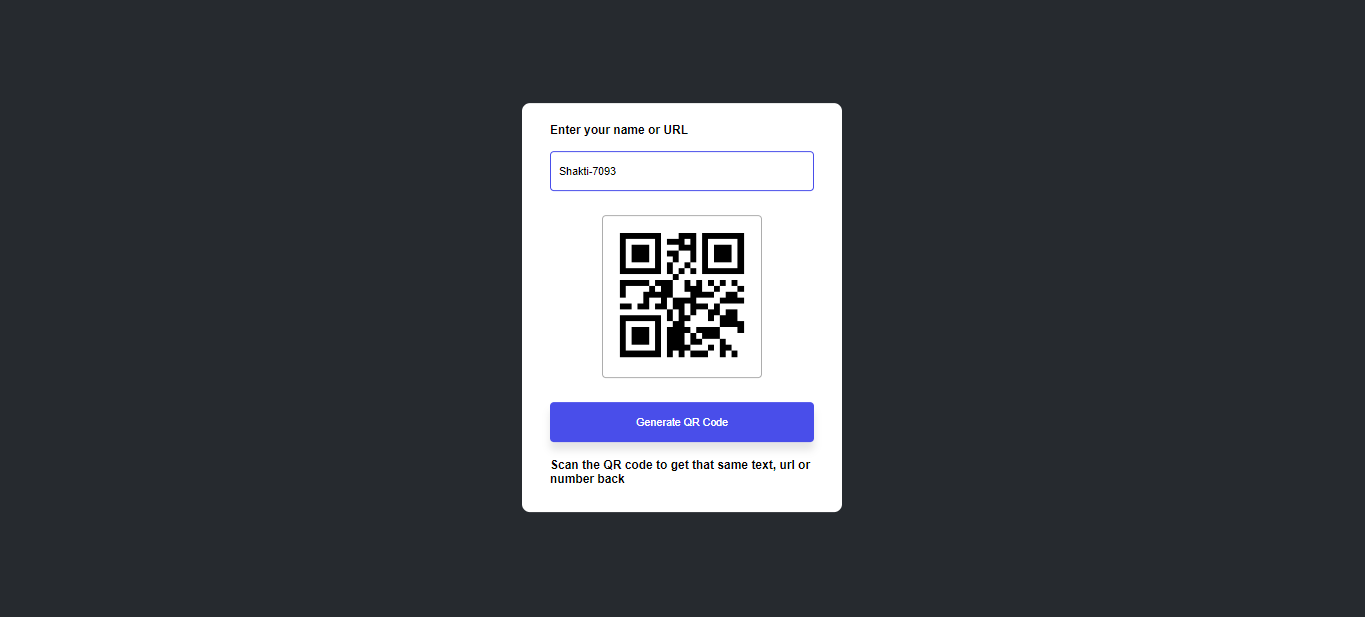 Enter your name or URL
Shakti-7093
Generate QR Code
Scan the QR code to get that same text, url or
number back